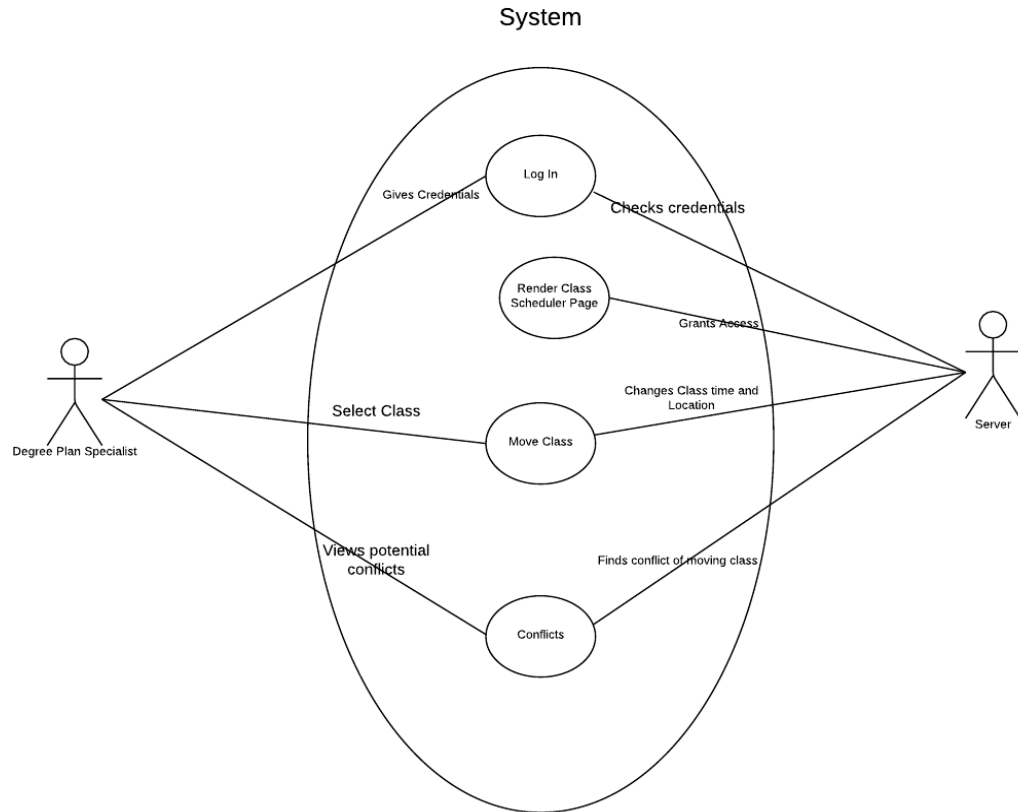 System
Log In
Gives Credentials
Checks credentials
Render Class
Scheduler Page
Grants Access
Changes Class time and
Location
Select Class
Move Class
Server
Degree Plan Specialist
Views potential
conflicts
Finds conflict of moving class
Conflicts